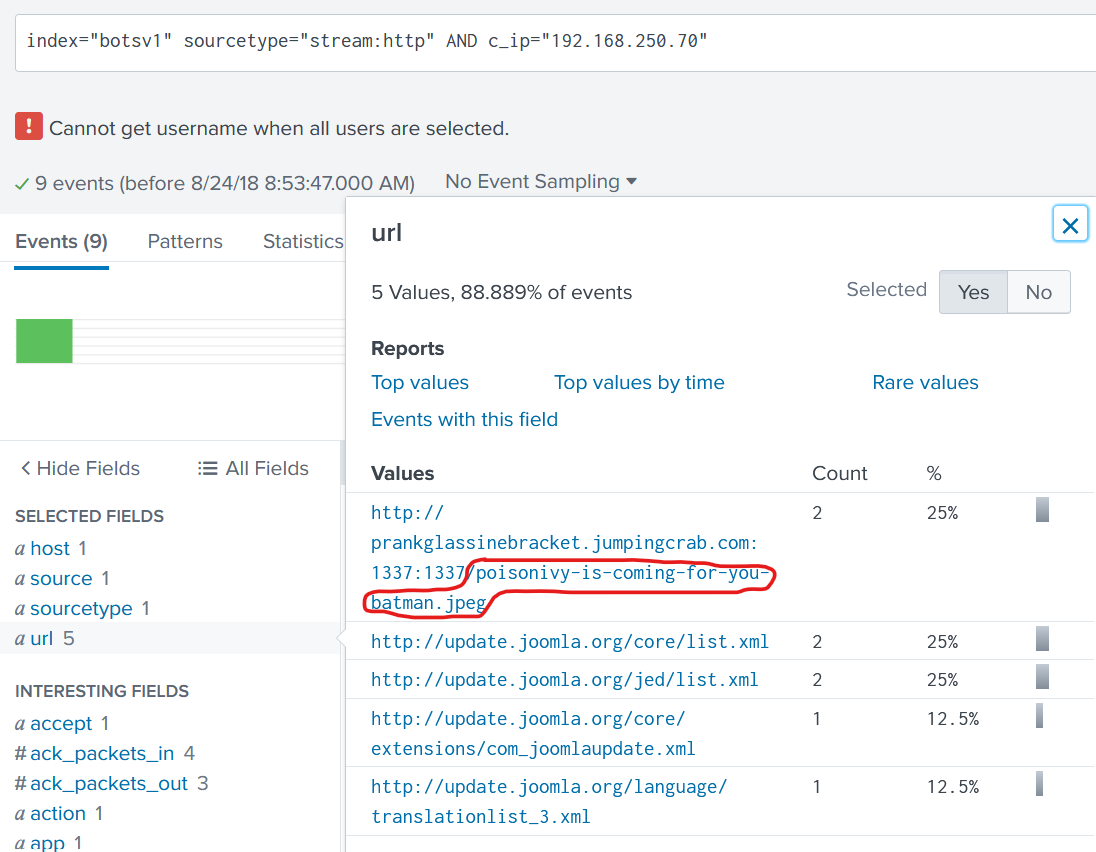 index="botsv1" sourcetype="stream:http" AND c_ip="192.168.250.70"
! Cannot get username when all users are selected.
9 events (before 8/24/18 8:53:47.000 AM) No Event Sampling
Events (9) Patterns Statistics
url
5 Values, 88.889% of events
Selected Yes No
Reports
Top values Top values by time Rare values
Events with this field
Values Count %
http:// 2 25%
prankglassinebracket.jumpingcrab.com:
1337:1337/poisonivy-is-coming-for-you-
batman.jpeg
http://update.joomla.org/core/list.xml 2 25%
http://update.joomla.org/jed/list.xml 2 25%
http://update.joomla.org/core/ 1 12.5%
extensions/com_joomlaupdate.xml
http://update.joomla.org/language/ 1 12.5%
translationlist_3.xml
Hide Fields All Fields
SELECTED FIELDS
a host 1
a source 1
a sourcetype 1
a url 5
INTERESTING FIELDS
a accept 1
# ack_packets_in 4
# ack_packets_out 3
a action 1
a app 1